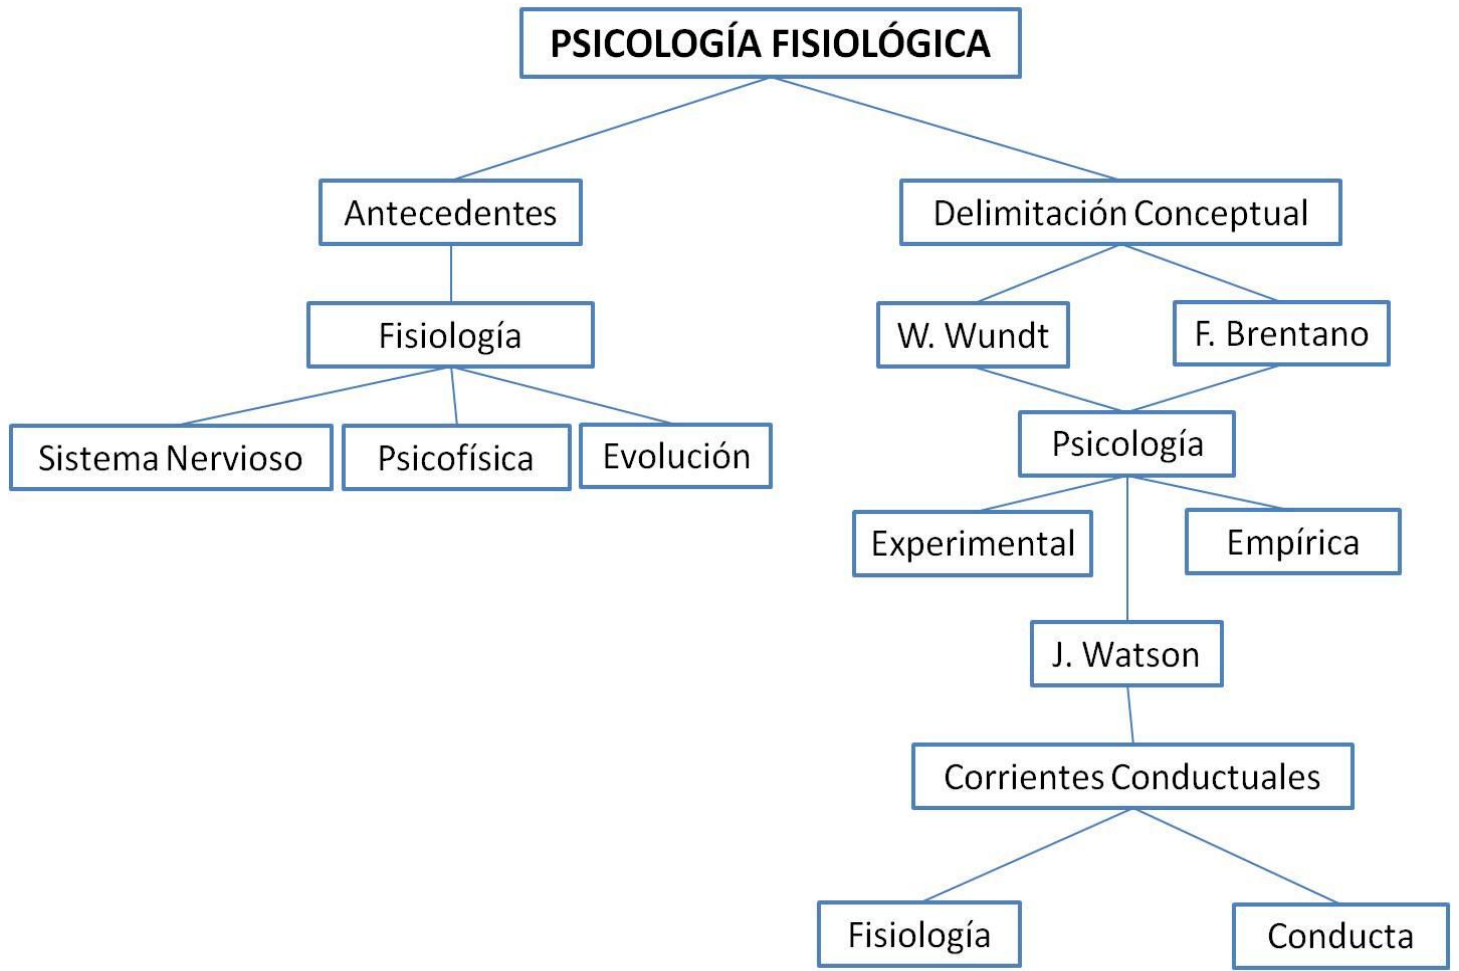 PSICOLOGÍA FISIOLÓGICA
Antecedentes
Delimitación Conceptual
Fisiología
W. Wundt
F. Brentano
Sistema Nervioso
Psicofísica
Evolución
Psicología
Experimental
Empírica
J. Watson
Corrientes Conductuales
Fisiología
Conducta